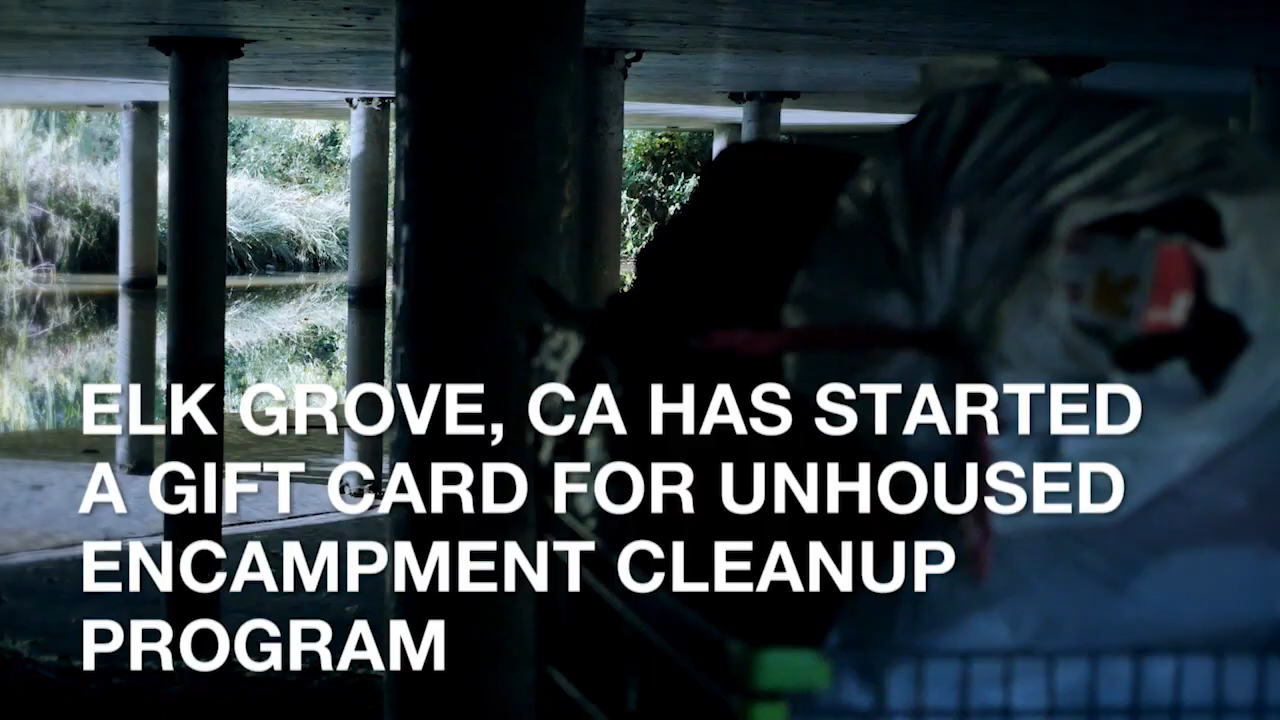 ELK GROVE, CA HAS STARTED
A GIFT CARD FOR UNHOUSED
ENCAMPMENT CLEANUP
PROGRAM